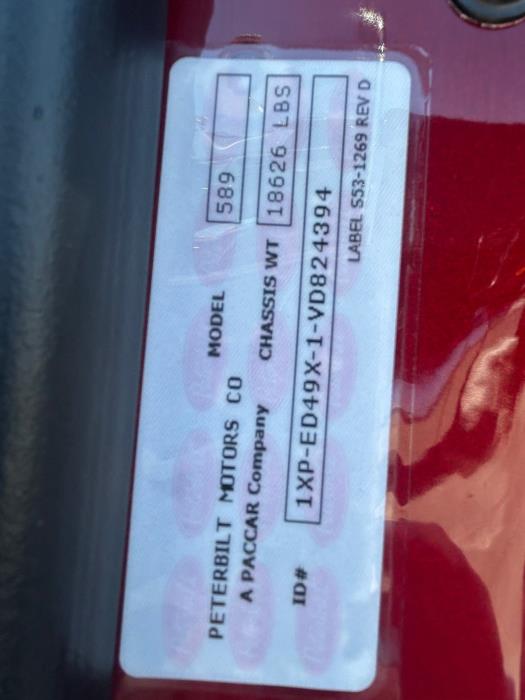 PETERBILT MOTORS CO MODEL 589
A PACCAR Company CHASSIS WT 18626 LBS
ID# 1XP-ED49X-1-VD824394
LABEL S53-1269 REV D